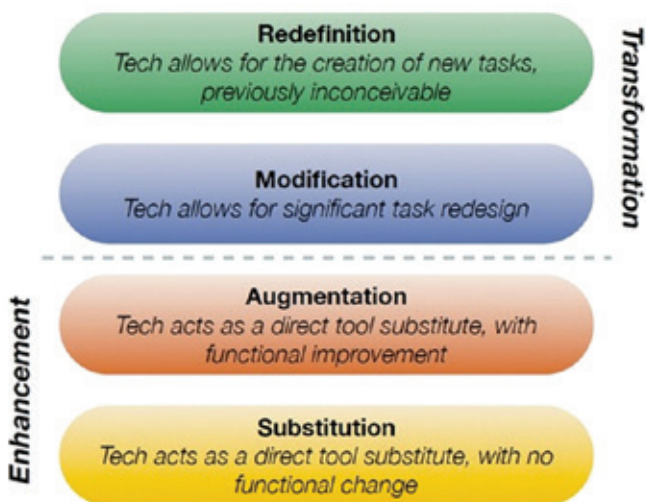 Redefinition
Tech allows for the creation of new tasks,
previously inconceivable
Transformation
Modification
Tech allows for significant task redesign
Enhancement
Augmentation
Tech acts as a direct tool substitute, with
functional improvement
Substitution
Tech acts as a direct tool substitute, with no
functional change